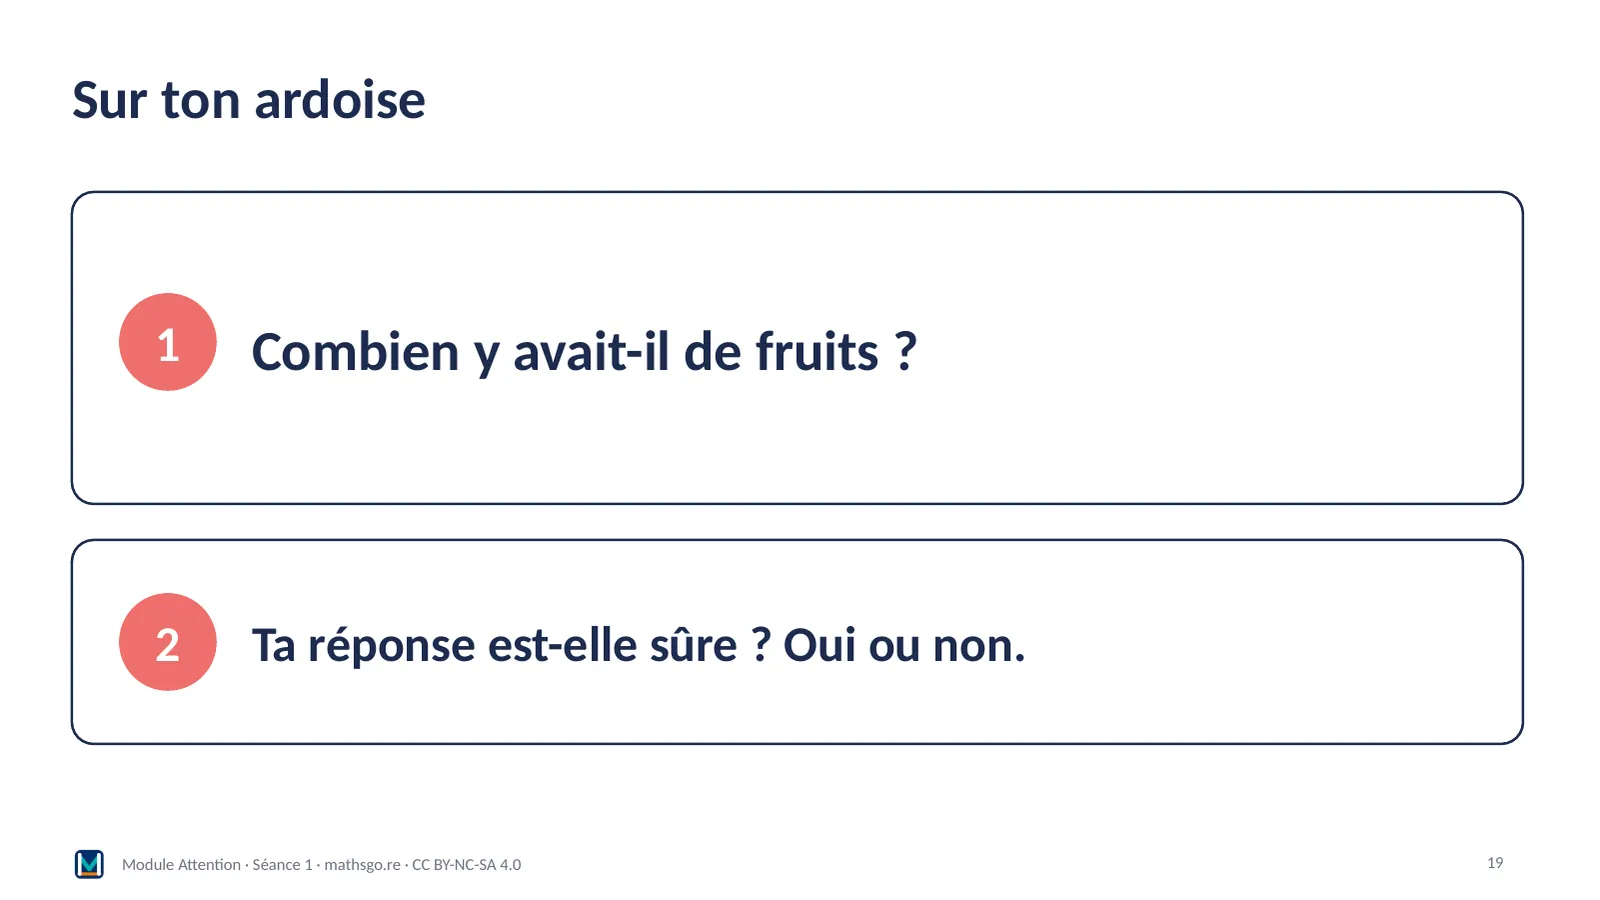 Sur ton ardoise
1
Combien y avait-il de fruits ?
2
Ta réponse est-elle sûre ? Oui ou non.
Module Attention · Séance 1 · mathsgo.re · CC BY-NC-SA 4.0
19